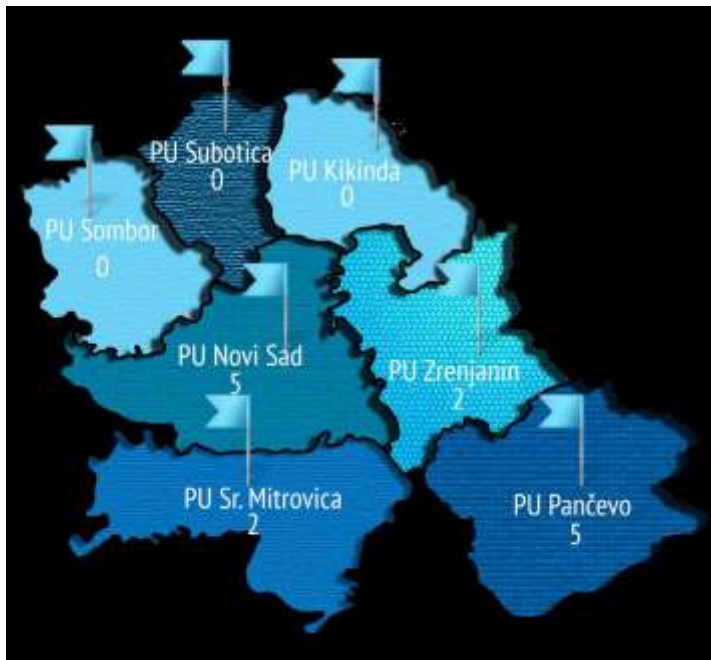 PU Subotica
0
PU Kikinda
0
PU Sombor
0
PU Novi Sad
5
PU Zrenjanin
2
PU Sr. Mitrovica
2
PU Pančevo
5